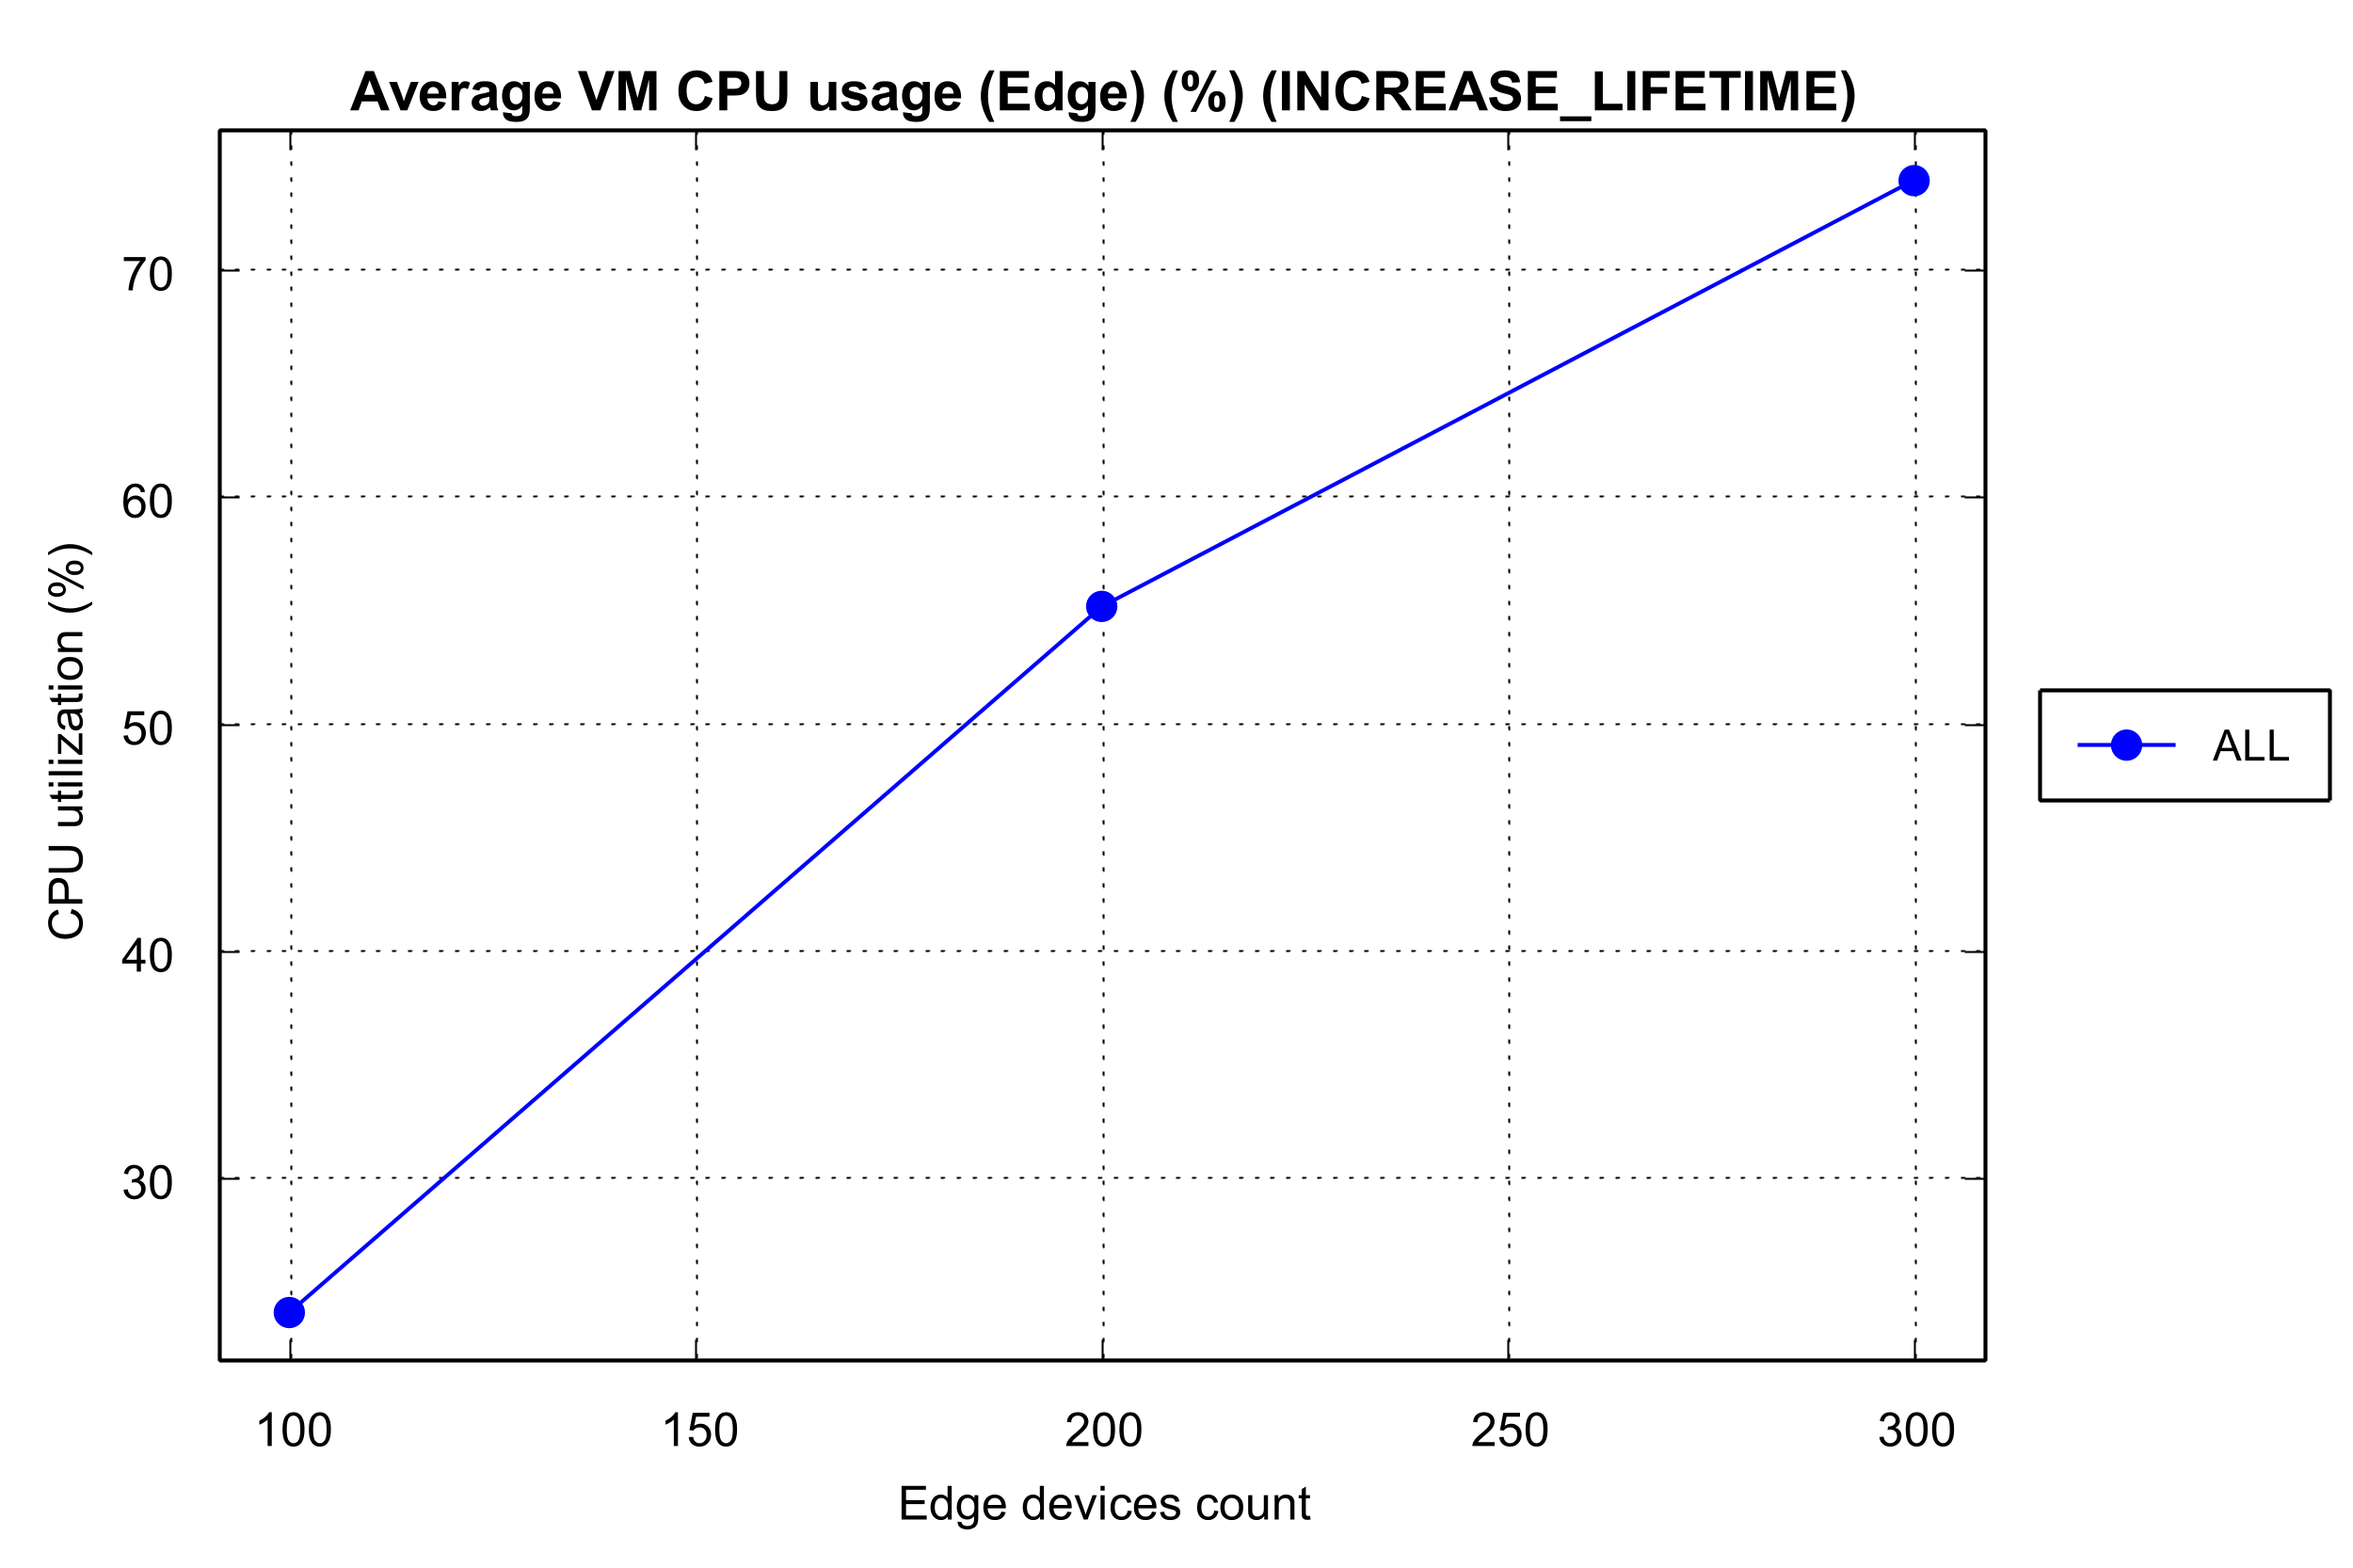 Average VM CPU usage (Edge) (%) (INCREASE_LIFETIME)
70
60
50
40
30
CPU utilization (%)
ALL
100 150 200 250 300
Edge devices count